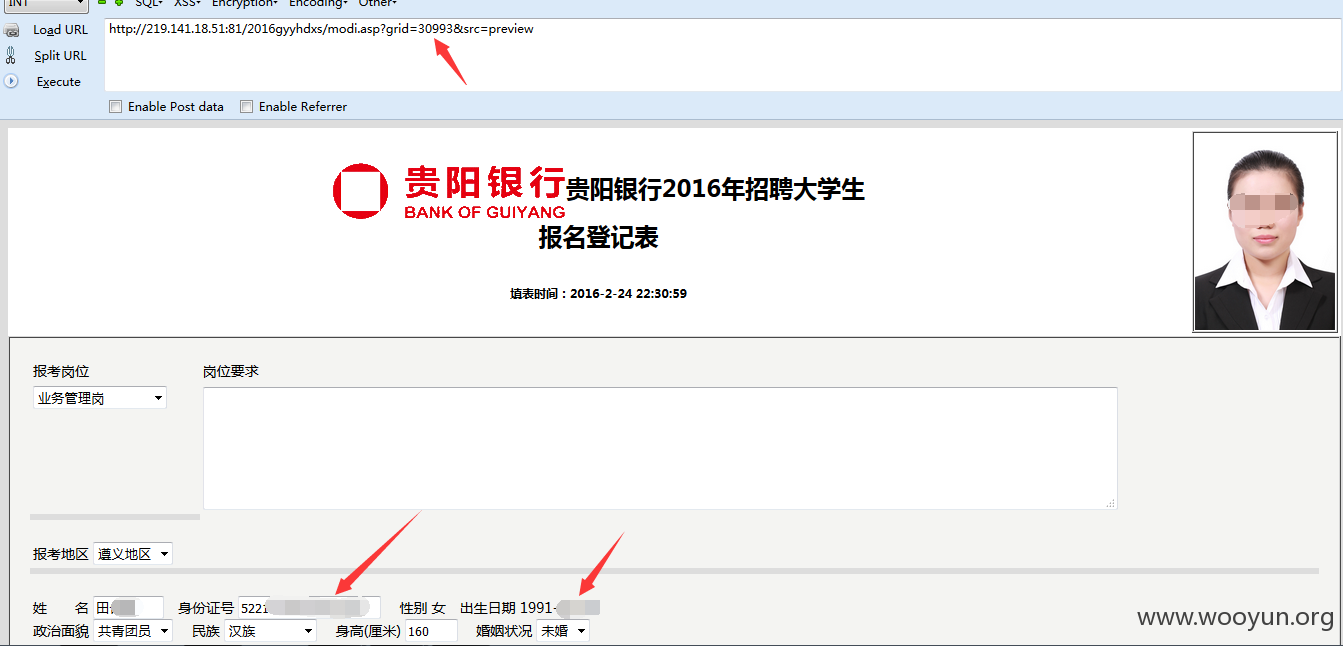 INT SQL- XSS- Encryption- Encoding- Other-
Load URL http://219.141.18.51:81/2016gyyhdxs/modi.asp?grid=30993&src=preview
Split URL
Execute
Enable Post data Enable Referrer
贵阳银行 贵阳银行2016年招聘大学生
BANK OF GUIYANG
报名登记表
填表时间：2016-2-24 22:30:59
报考岗位 岗位要求
业务管理岗
报考地区 遵义地区
姓 名 田 身份证号 522 性别 女 出生日期 1991-
政治面貌 共青团员 民族 汉族 身高(厘米) 160 婚姻状况 未婚
www.wooyun.org